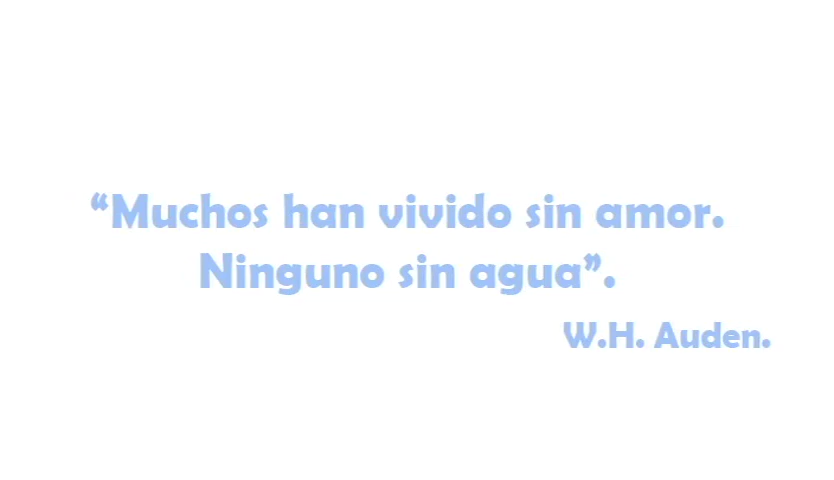 “Muchos han vivido sin amor.
Ninguno sin agua”.
W.H. Auden.